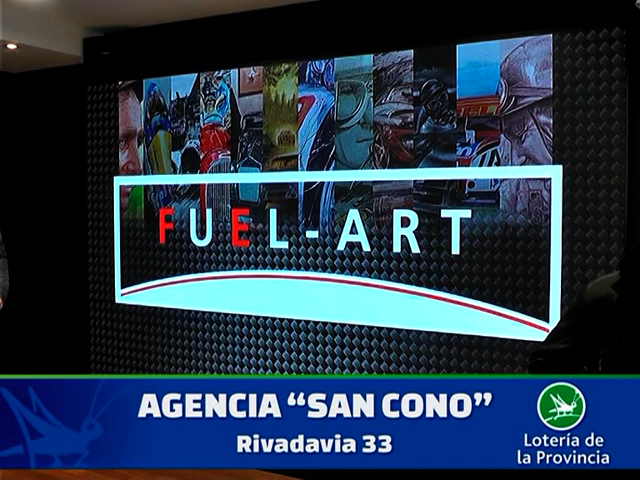 FUEL-ART
AGENCIA “SAN CONO”
Rivadavia 33
Lotería de
la Provincia